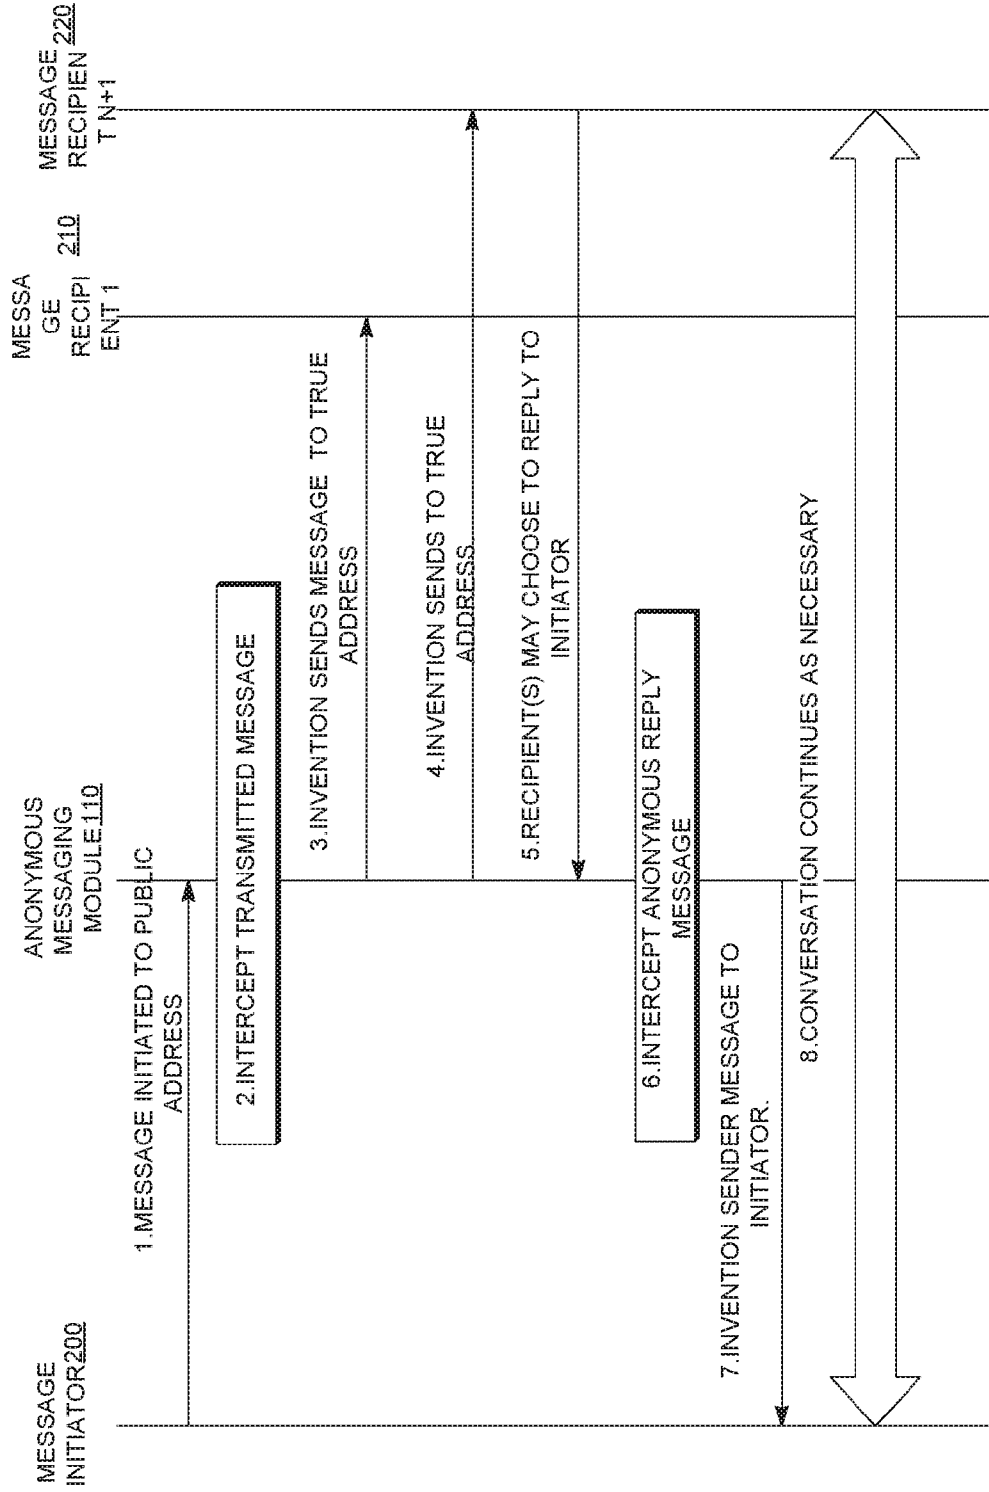 MESSAGE
INITIATOR200
ANONYMOUS
MESSAGING
MODULE110
MESSA
GE
RECIPI
ENT 1
210
MESSAGE
RECIPIEN
T N+1
220
1.MESSAGE INITIATED TO PUBLIC
ADDRESS
2.INTERCEPT TRANSMITTED MESSAGE
3.INVENTION SENDS MESSAGE TO TRUE
ADDRESS
4.INVENTION SENDS TO TRUE
ADDRESS
5.RECIPIENT(S) MAY CHOOSE TO REPLY TO
INITIATOR
6.INTERCEPT ANONYMOUS REPLY
MESSAGE
7.INVENTION SENDER MESSAGE TO
INITIATOR.
8.CONVERSATION CONTINUES AS NECESSARY